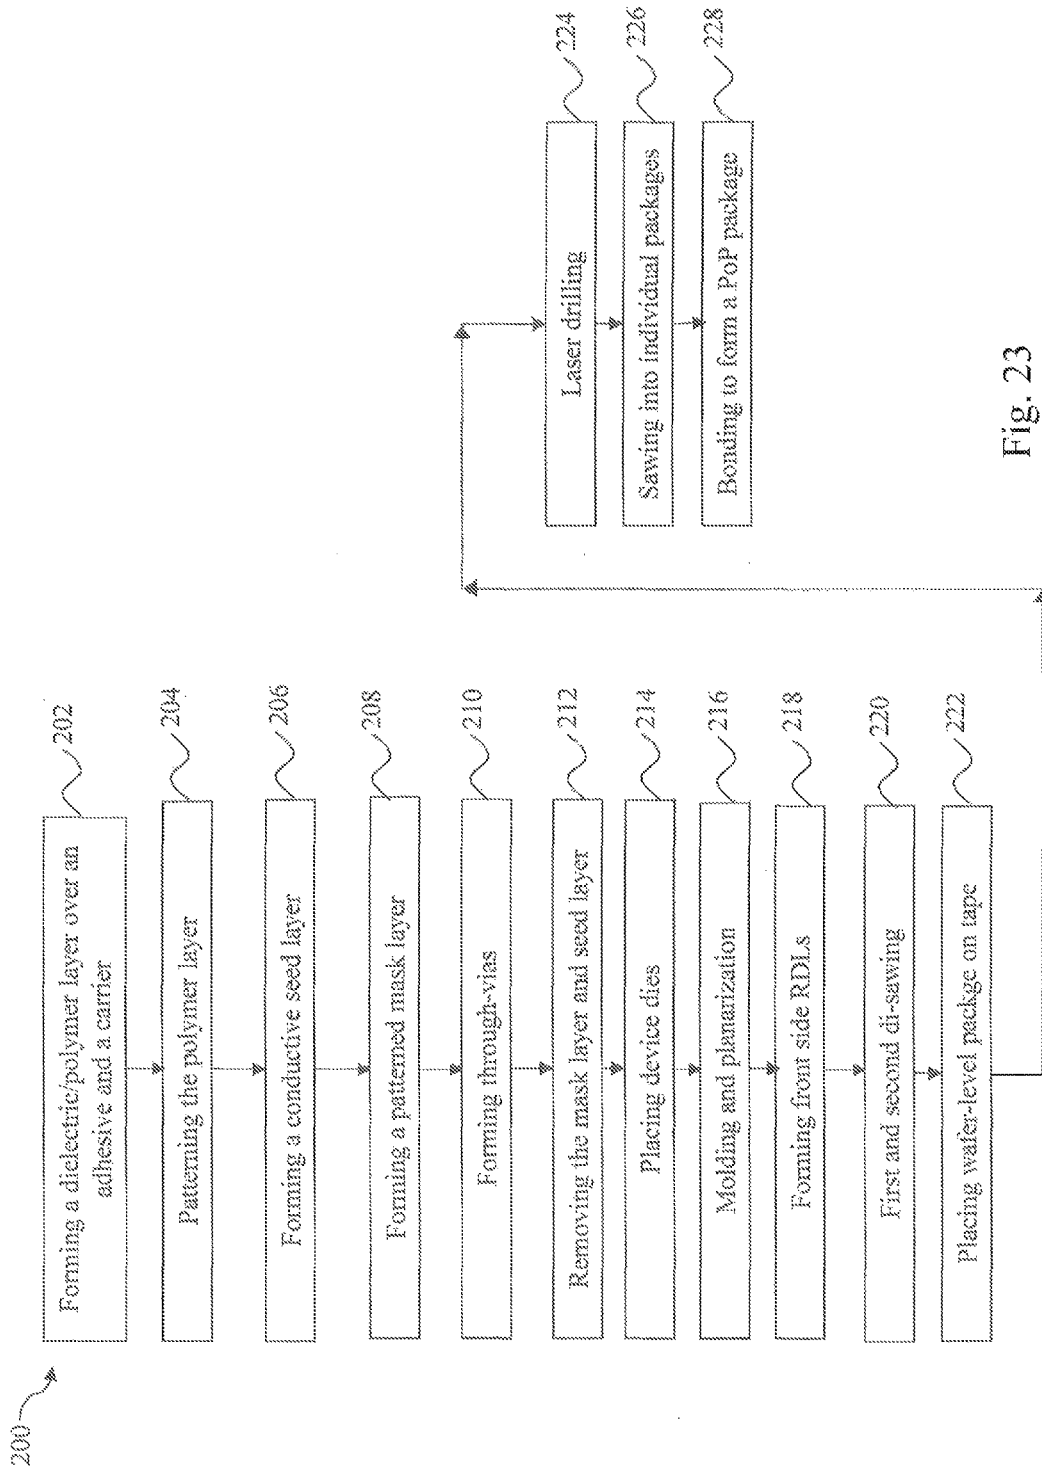 200
Forming a dielectric/polymer layer over an
adhesive and a carrier
202
Patterning the polymer layer
204
Forming a conductive seed layer
206
Forming a patterned mask layer
208
Forming through-vias
210
Removing the mask layer and seed layer
212
Placing device dies
214
Molding and planarization
216
Forming front side RDLs
218
First and second di-sawing
220
Placing wafer-level packge on tape
222
Laser drilling
224
Sawing into individual packages
226
Bonding to form a PoP package
228
Fig. 23